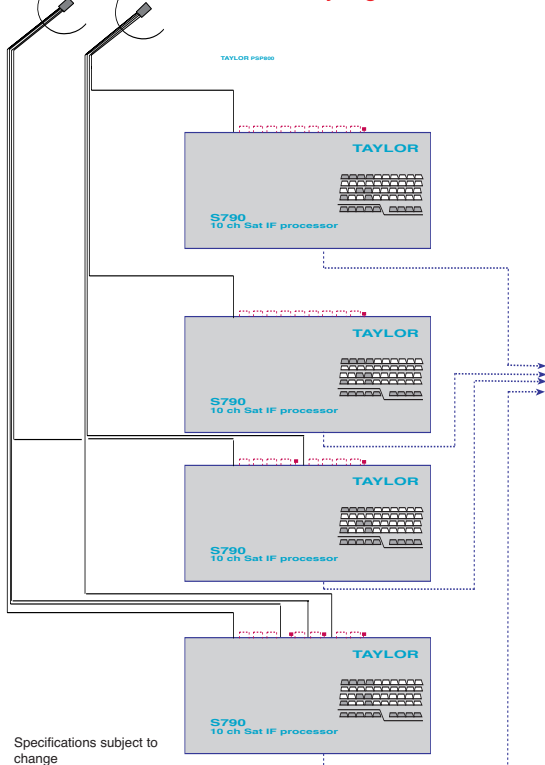 TAYLOR PSP800
TAYLOR
S790
10 ch Sat IF processor
TAYLOR
S790
10 ch Sat IF processor
TAYLOR
S790
10 ch Sat IF processor
TAYLOR
S790
10 ch Sat IF processor
Specifications subject to
change